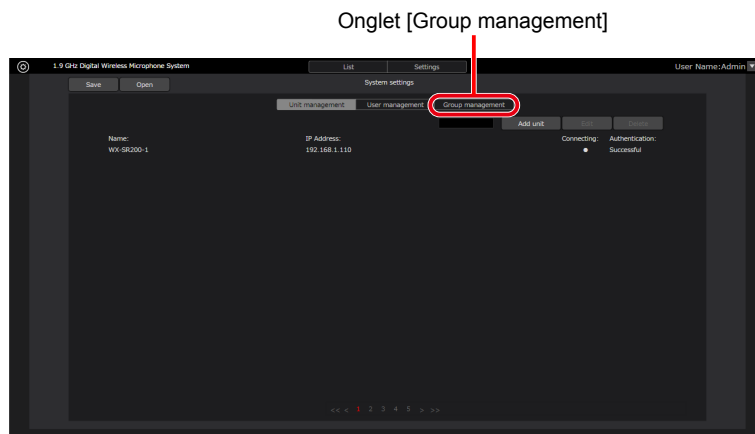 Onglet [Group management]
1.9 GHz Digital Wireless Microphone System List Settings User Name:Admin
Save Open System settings
Unit management User management Group management
Add unit Edit Delete
Name: IP Address: Connecting: Authentication:
WX-SR200-1 192.168.1.110 Successful
<< < 1 2 3 4 5 > >>